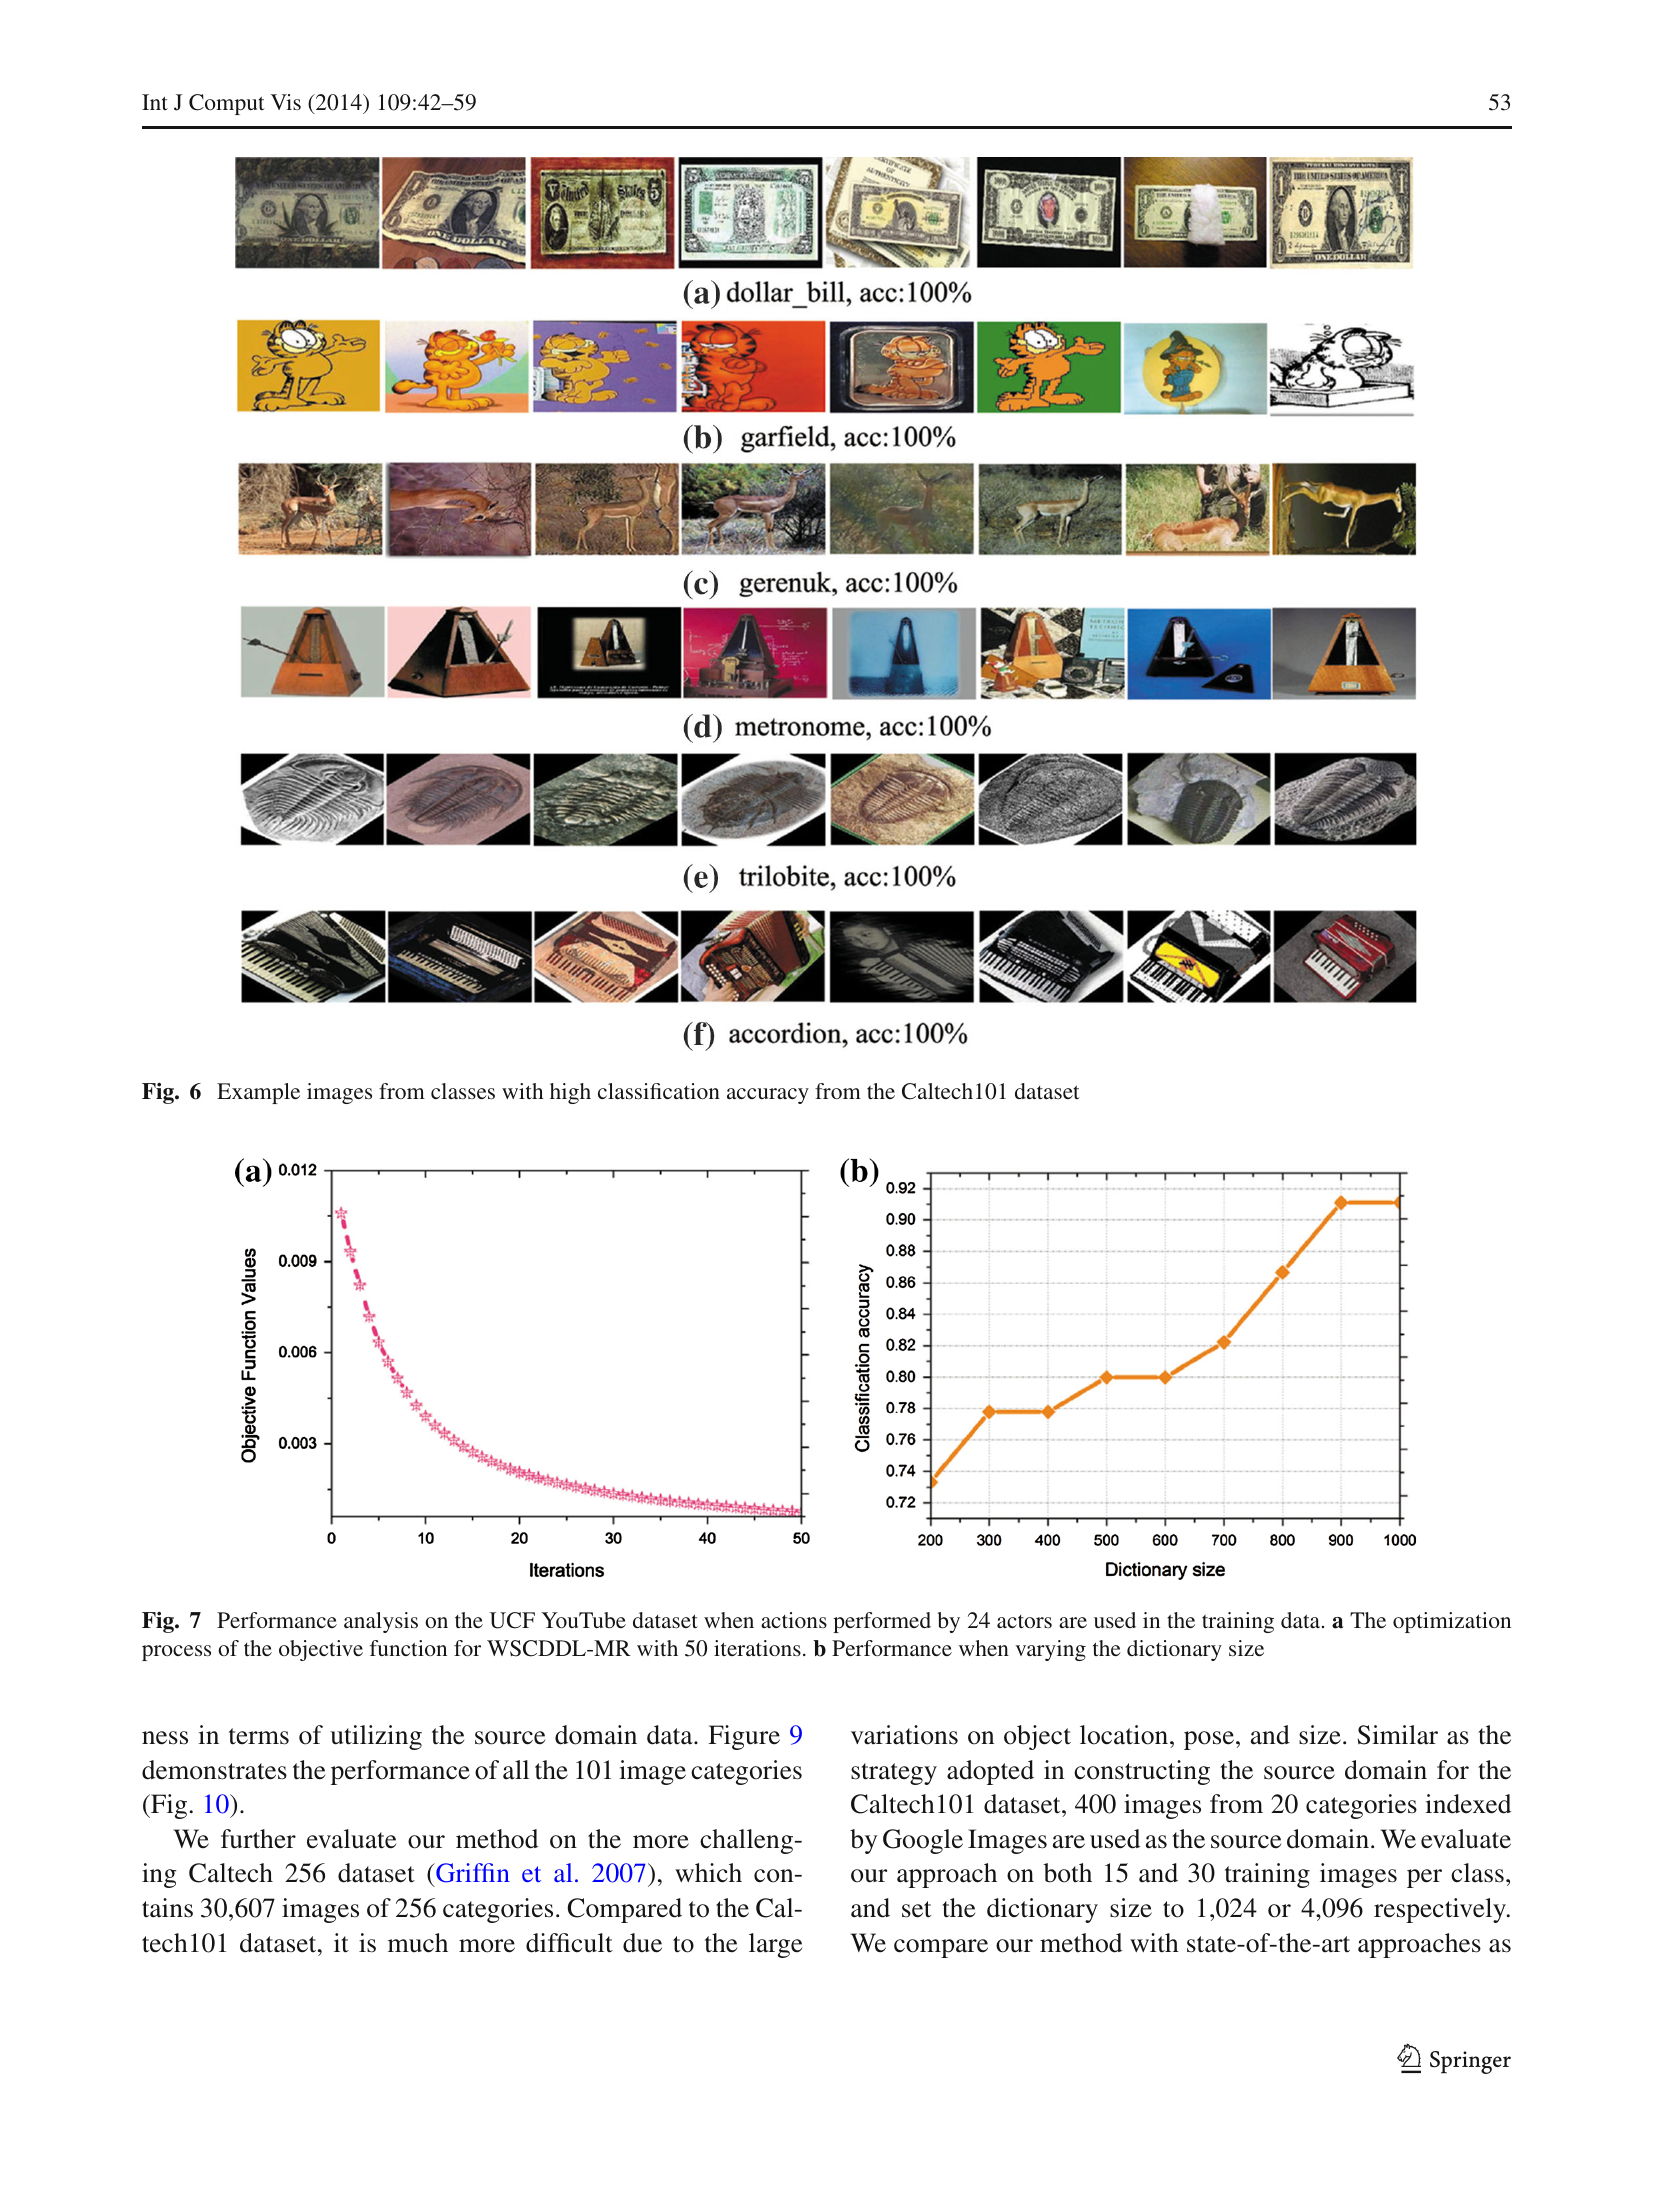 Int J Comput Vis (2014) 109:42–59 53
(a) dollar_bill, acc:100%
(b) garfield, acc:100%
(c) gerenuk, acc:100%
(d) metronome, acc:100%
(e) trilobite, acc:100%
(f) accordion, acc:100%
Fig. 6 Example images from classes with high classification accuracy from the Caltech101 dataset
(a)
0.012
0.009
0.006
0.003
Objective Function Values
0 10 20 30 40 50
Iterations
(b)
0.92
0.90
0.88
0.86
0.84
0.82
0.80
0.78
0.76
0.74
0.72
Classification accuracy
200 300 400 500 600 700 800 900 1000
Dictionary size
Fig. 7 Performance analysis on the UCF YouTube dataset when actions performed by 24 actors are used in the training data. a The optimization
process of the objective function for WSCDDL-MR with 50 iterations. b Performance when varying the dictionary size
ness in terms of utilizing the source domain data. Figure 9
demonstrates the performance of all the 101 image categories
(Fig. 10).
We further evaluate our method on the more challeng-
ing Caltech 256 dataset (Griffin et al. 2007), which con-
tains 30,607 images of 256 categories. Compared to the Cal-
tech101 dataset, it is much more difficult due to the large
variations on object location, pose, and size. Similar as the
strategy adopted in constructing the source domain for the
Caltech101 dataset, 400 images from 20 categories indexed
by Google Images are used as the source domain. We evaluate
our approach on both 15 and 30 training images per class,
and set the dictionary size to 1,024 or 4,096 respectively.
We compare our method with state-of-the-art approaches as
Springer